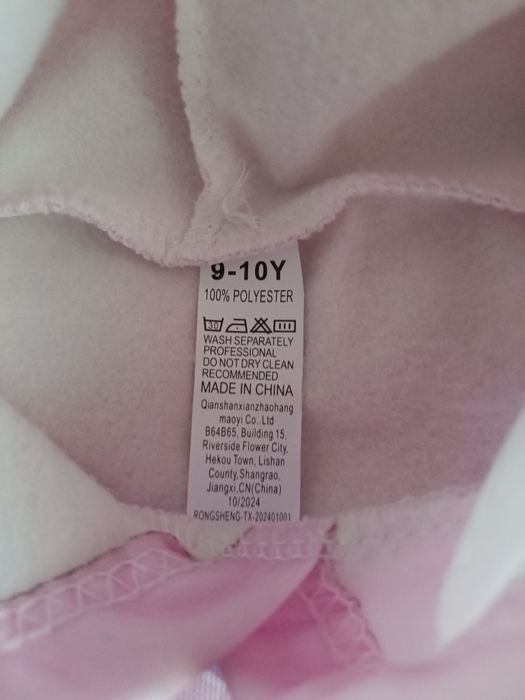 9-10Y
100% POLYESTER
30
WASH SEPARATELY
PROFESSIONAL
DO NOT DRY CLEAN
RECOMMENDED
MADE IN CHINA
Qianshanxianzhaohang
maoyi Co..Ltd
B64B65, Building 15,
Riverside Flower City,
Hekou Town, Lishan
County,Shangrao,
Jiangxi,CN(China)
10/2024
RONGSHENG-TX-202401001